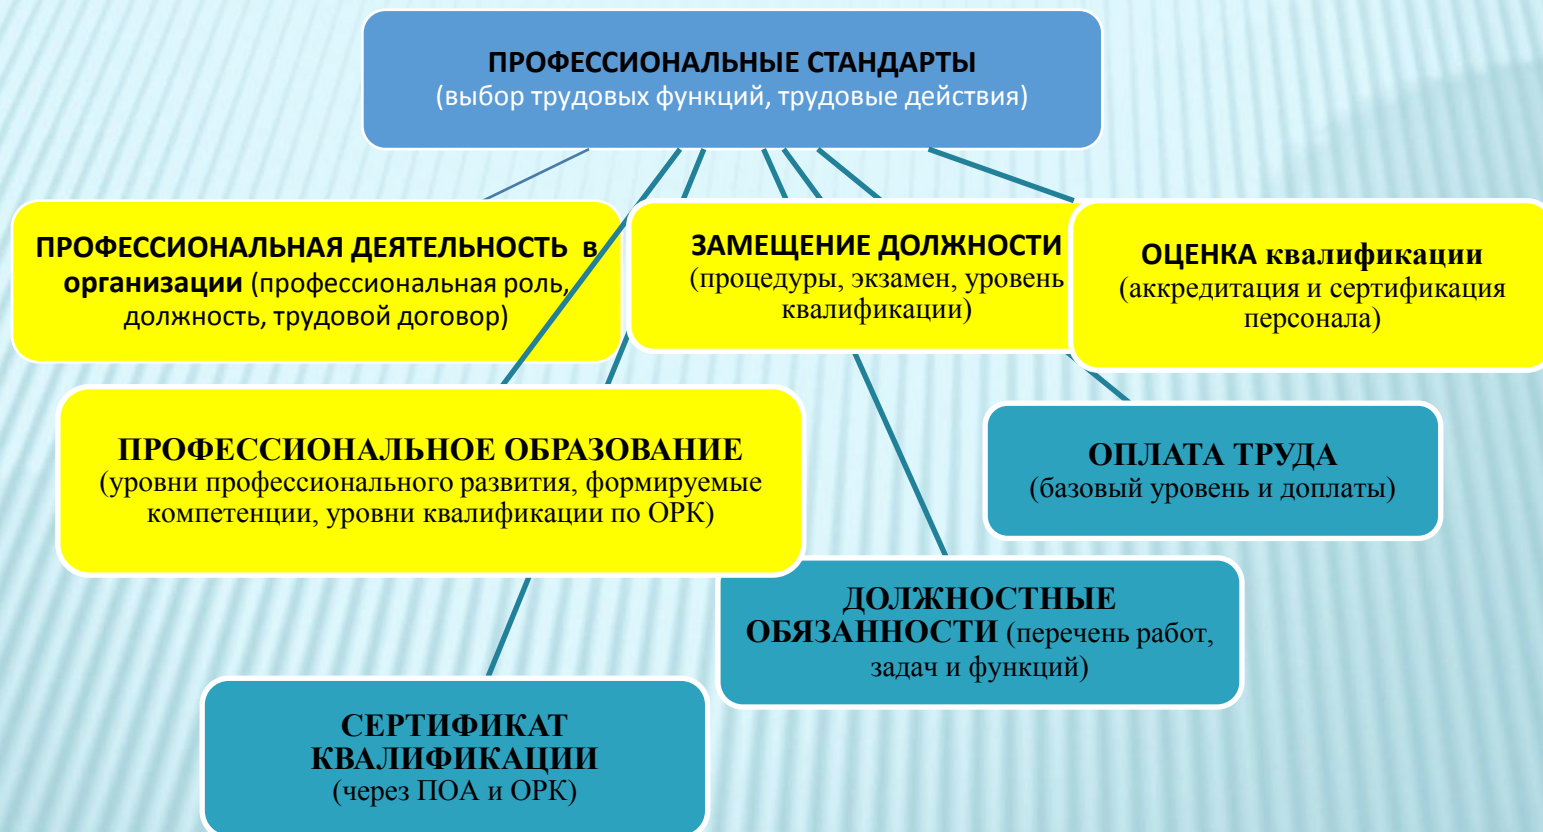 ПРОФЕССИОНАЛЬНЫЕ СТАНДАРТЫ
(выбор трудовых функций, трудовые действия)
ПРОФЕССИОНАЛЬНАЯ ДЕЯТЕЛЬНОСТЬ в
организации (профессиональная роль,
должность, трудовой договор)
ЗАМЕЩЕНИЕ ДОЛЖНОСТИ
(процедуры, экзамен, уровень
квалификации)
ОЦЕНКА квалификации
(аккредитация и сертификация
персонала)
ПРОФЕССИОНАЛЬНОЕ ОБРАЗОВАНИЕ
(уровни профессионального развития, формируемые
компетенции, уровни квалификации по ОРК)
ОПЛАТА ТРУДА
(базовый уровень и доплаты)
ДОЛЖНОСТНЫЕ
ОБЯЗАННОСТИ (перечень работ,
задач и функций)
СЕРТИФИКАТ
КВАЛИФИКАЦИИ
(через ПОА и ОРК)